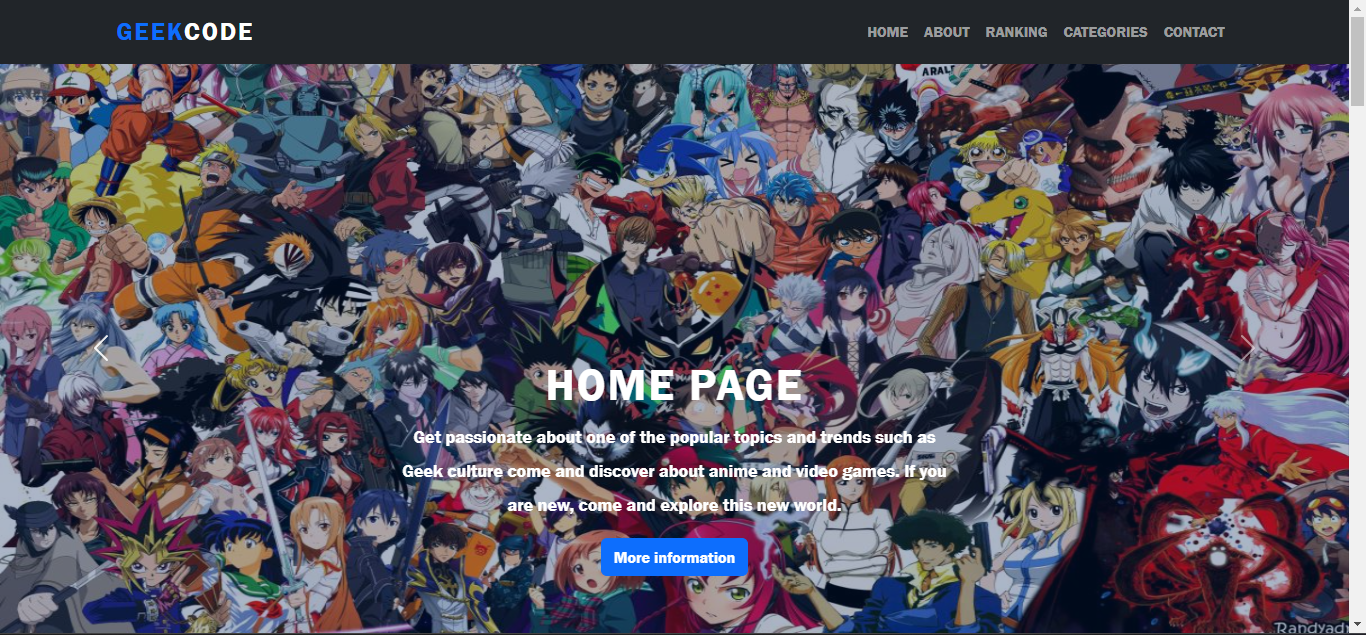 GEEKCODE
HOME ABOUT RANKING CATEGORIES CONTACT
HOME PAGE
Get passionate about one of the popular topics and trends such as
Geek culture come and discover about anime and video games. If you
are new, come and explore this new world.
More information